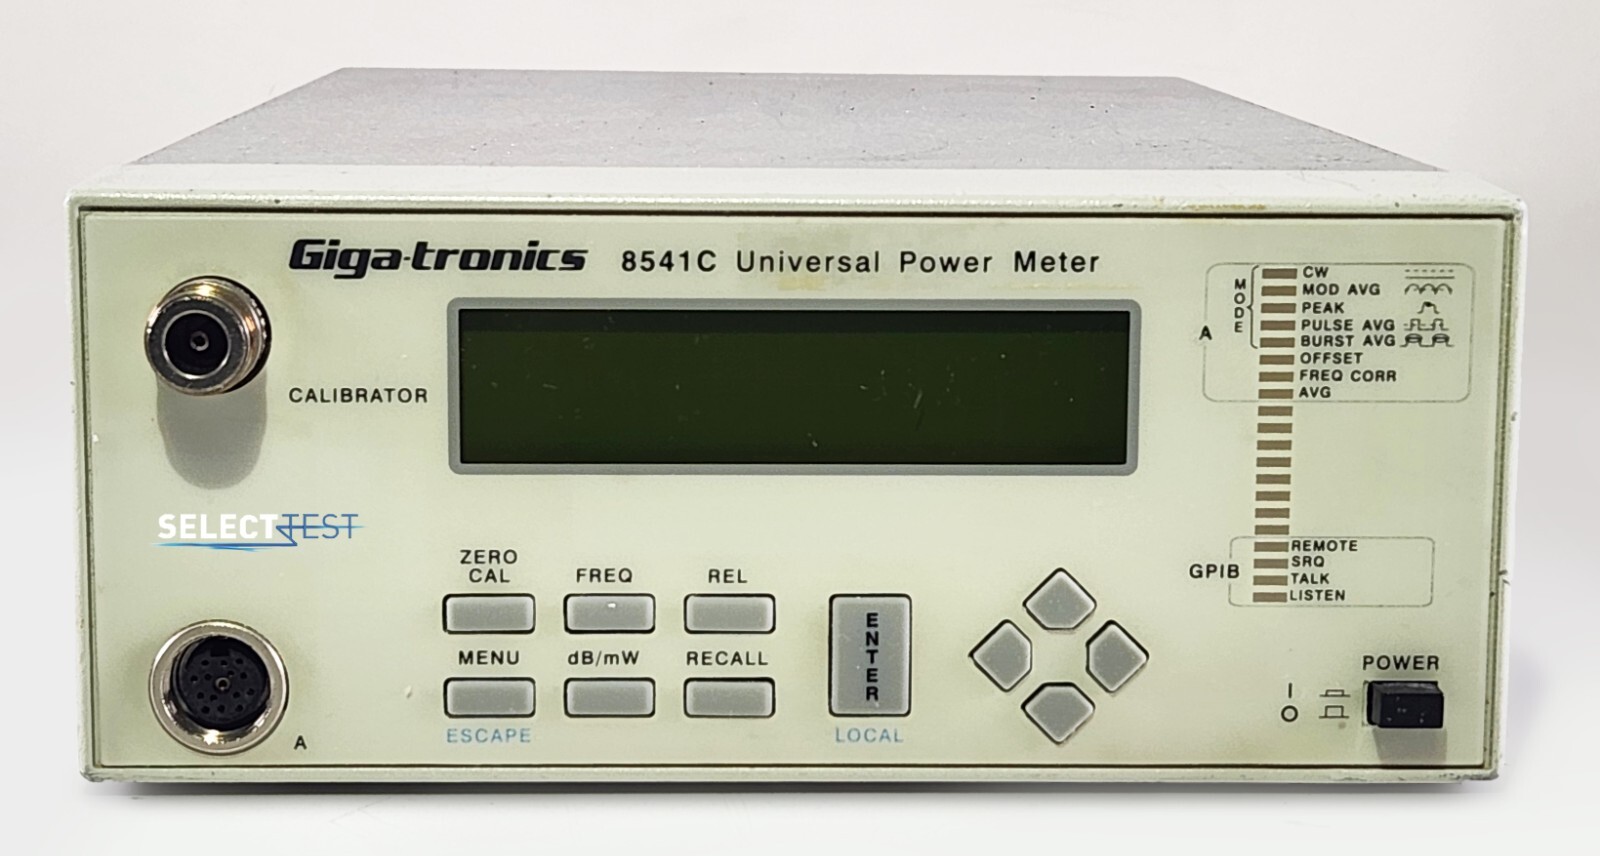 Giga-tronics 8541C Universal Power Meter
CALIBRATOR
MODE
A
CW
MOD AVG
PEAK
PULSE AVG
BURST AVG
OFFSET
FREQ CORR
AVG
SELECTTEST
GPIB
REMOTE
SRQ
TALK
LISTEN
ZERO
CAL
FREQ
REL
MENU
dB/mW
RECALL
ESCAPE
ENTER
LOCAL
POWER
I
O
A